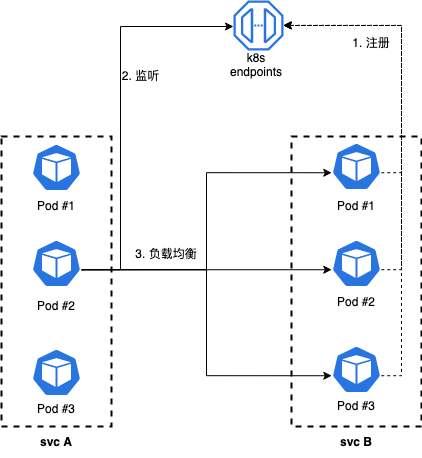 1. 注册
k8s
endpoints
2. 监听
Pod #1
Pod #1
3. 负载均衡
Pod #2
Pod #2
Pod #3
Pod #3
svc A
svc B